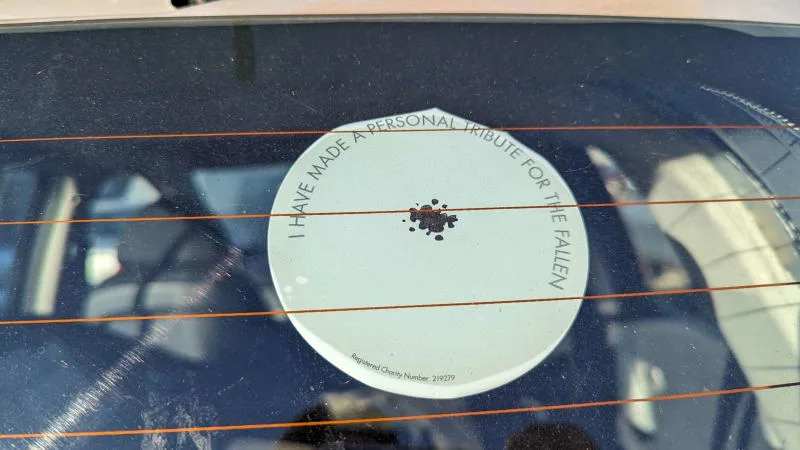 I HAVE MADE A PERSONAL TRIBUTE FOR THE FALLEN
Registered Charity Number: 219279